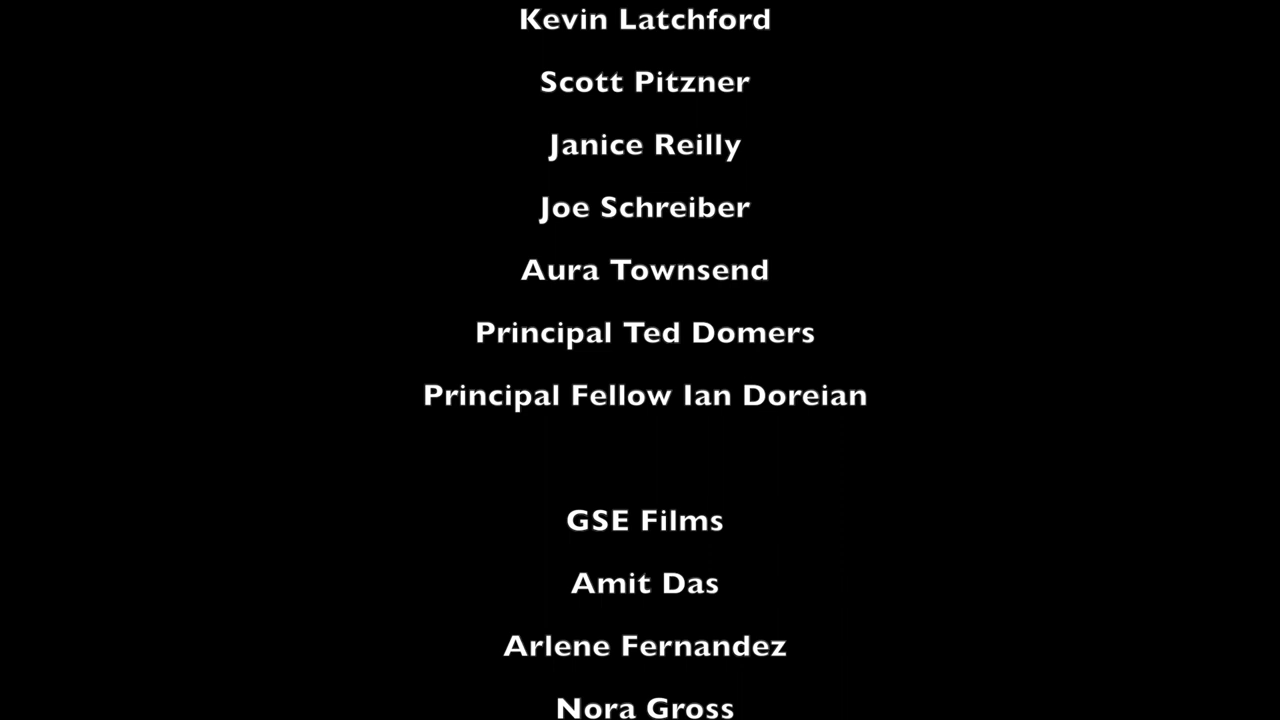 Kevin Latchford
Scott Pitzner
Janice Reilly
Joe Schreiber
Aura Townsend
Principal Ted Domers
Principal Fellow Ian Doreian
GSE Films
Amit Das
Arlene Fernandez
Nora Gross